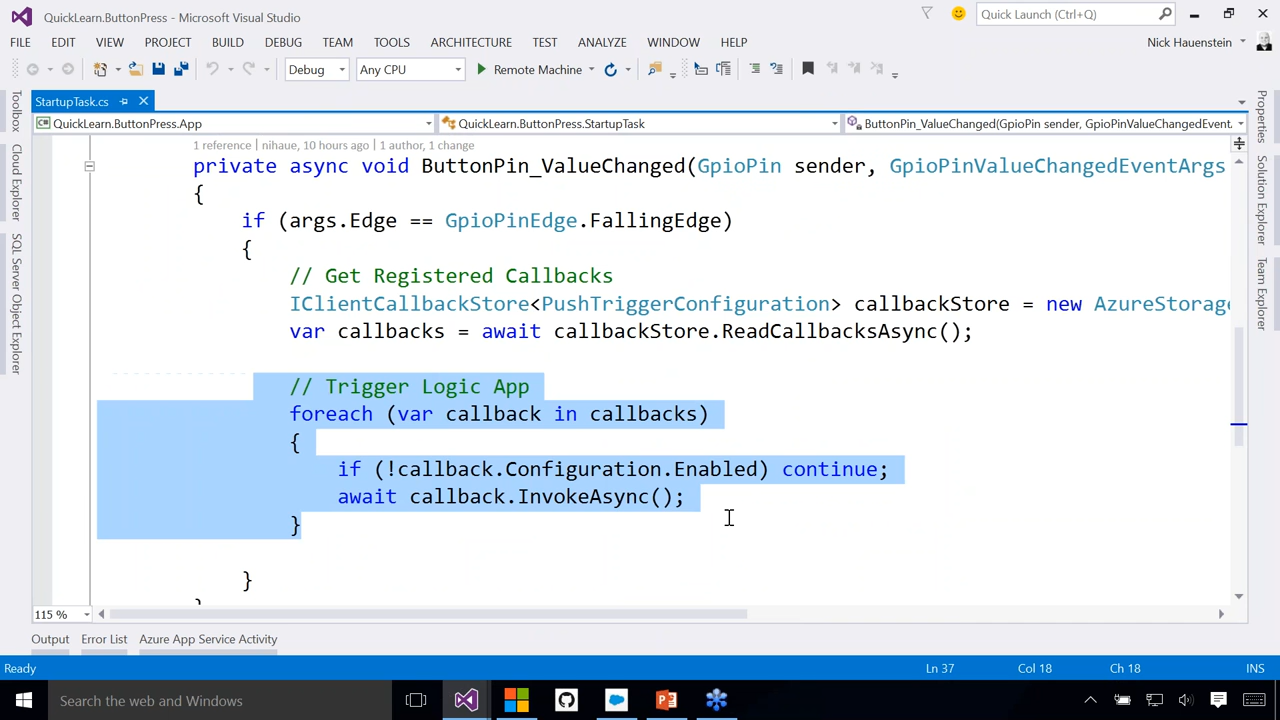 QuickLearn.ButtonPress - Microsoft Visual Studio
Quick Launch (Ctrl+Q)
FILE EDIT VIEW PROJECT BUILD DEBUG TEAM TOOLS ARCHITECTURE TEST ANALYZE WINDOW HELP
Nick Hauenstein
Debug Any CPU Remote Machine
StartupTask.cs
QuickLearn.ButtonPress.App QuickLearn.ButtonPress.StartupTask ButtonPin_ValueChanged(GpioPin sender, GpioPinValueChangedEvent
Toolbox
Cloud Explorer
SQL Server Object Explorer
1 reference | nihaue, 10 hours ago | 1 author, 1 change
private async void ButtonPin_ValueChanged(GpioPin sender, GpioPinValueChangedEventArgs
{
if (args.Edge == GpioPinEdge.FallingEdge)
{
// Get Registered Callbacks
IClientCallbackStore<PushTriggerConfiguration> callbackStore = new AzureStorage
var callbacks = await callbackStore.ReadCallbacksAsync();
// Trigger Logic App
foreach (var callback in callbacks)
{
if (!callback.Configuration.Enabled) continue;
await callback.InvokeAsync();
}
}
Properties
Solution Explorer
Team Explorer
115 %
Output Error List Azure App Service Activity
Ready Ln 37 Col 18 Ch 18 INS
Search the web and Windows